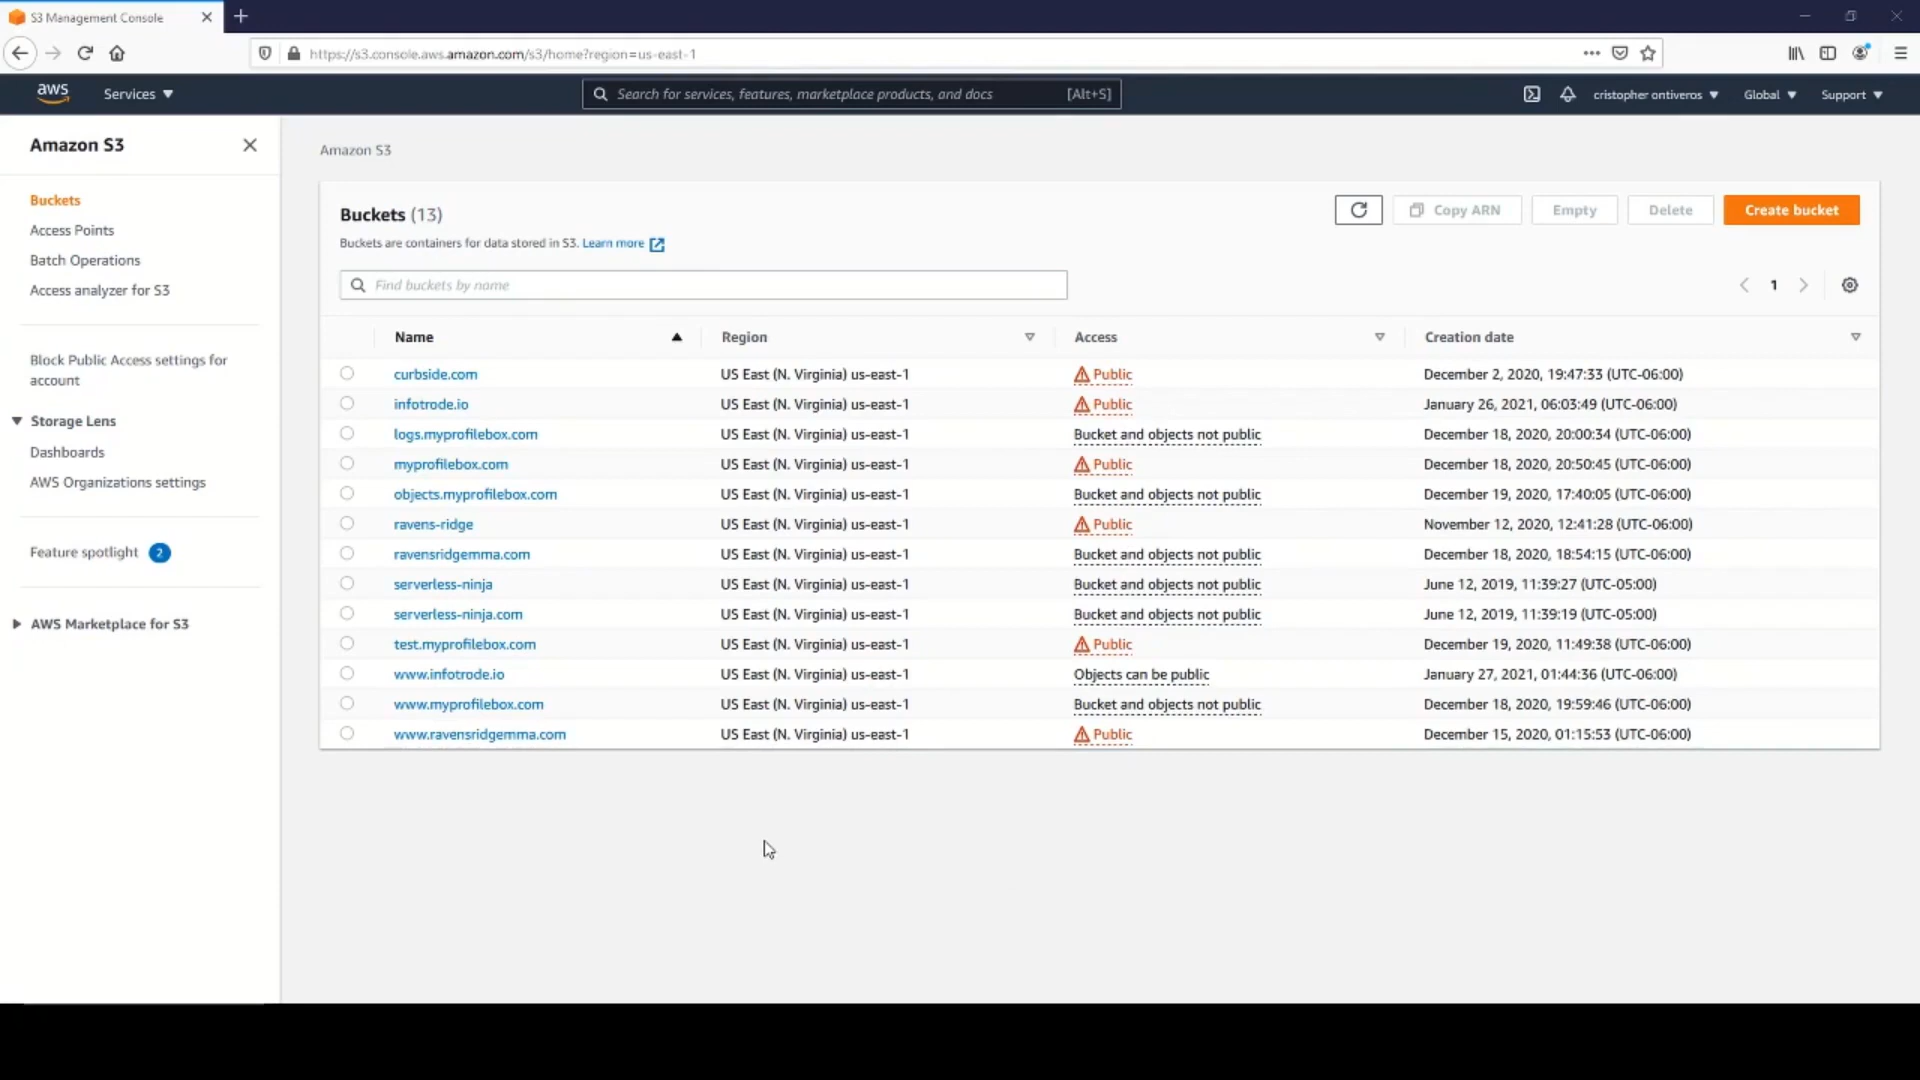 S3 Management Console
https://s3.console.aws.amazon.com/s3/home?region=us-east-1
aws Services Search for services, features, marketplace products, and docs [Alt+S] cristopher ontiveros Global Support
Amazon S3
Buckets
Access Points
Batch Operations
Access analyzer for S3
Block Public Access settings for
account
Storage Lens
Dashboards
AWS Organizations settings
Feature spotlight 2
AWS Marketplace for S3
Amazon S3
Buckets (13)
Copy ARN Empty Delete Create bucket
Buckets are containers for data stored in S3. Learn more
Find buckets by name
1
Name Region Access Creation date
curbside.com US East (N. Virginia) us-east-1 Public December 2, 2020, 19:47:33 (UTC-06:00)
infotrode.io US East (N. Virginia) us-east-1 Public January 26, 2021, 06:03:49 (UTC-06:00)
logs.myprofilebox.com US East (N. Virginia) us-east-1 Bucket and objects not public December 18, 2020, 20:00:34 (UTC-06:00)
myprofilebox.com US East (N. Virginia) us-east-1 Public December 18, 2020, 20:50:45 (UTC-06:00)
objects.myprofilebox.com US East (N. Virginia) us-east-1 Bucket and objects not public December 19, 2020, 17:40:05 (UTC-06:00)
ravens-ridge US East (N. Virginia) us-east-1 Public November 12, 2020, 12:41:28 (UTC-06:00)
ravensridgemma.com US East (N. Virginia) us-east-1 Bucket and objects not public December 18, 2020, 18:54:15 (UTC-06:00)
serverless-ninja US East (N. Virginia) us-east-1 Bucket and objects not public June 12, 2019, 11:39:27 (UTC-05:00)
serverless-ninja.com US East (N. Virginia) us-east-1 Bucket and objects not public June 12, 2019, 11:39:19 (UTC-05:00)
test.myprofilebox.com US East (N. Virginia) us-east-1 Public December 19, 2020, 11:49:38 (UTC-06:00)
www.infotrode.io US East (N. Virginia) us-east-1 Objects can be public January 27, 2021, 01:44:36 (UTC-06:00)
www.myprofilebox.com US East (N. Virginia) us-east-1 Bucket and objects not public December 18, 2020, 19:59:46 (UTC-06:00)
www.ravensridgemma.com US East (N. Virginia) us-east-1 Public December 15, 2020, 01:15:53 (UTC-06:00)